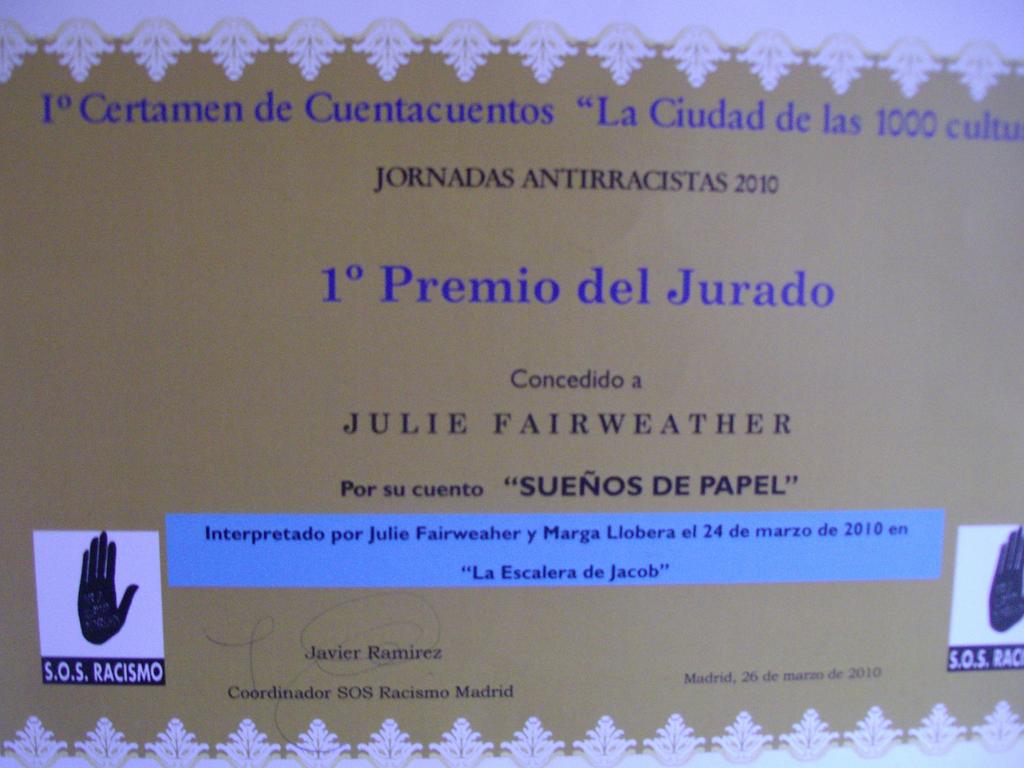 Iº Certamen de Cuentacuentos “La Ciudad de las 1000 cultu
JORNADAS ANTIRRACISTAS 2010
1º Premio del Jurado
Concedido a
JULIE FAIRWEATHER
Por su cuento “SUEÑOS DE PAPEL”
Interpretado por Julie Fairweaher y Marga Llobera el 24 de marzo de 2010 en
“La Escalera de Jacob”
S.O.S. RACISMO
S.O.S. RACI
Javier Ramirez
Coordinador SOS Racismo Madrid
Madrid, 26 de marzo de 2010